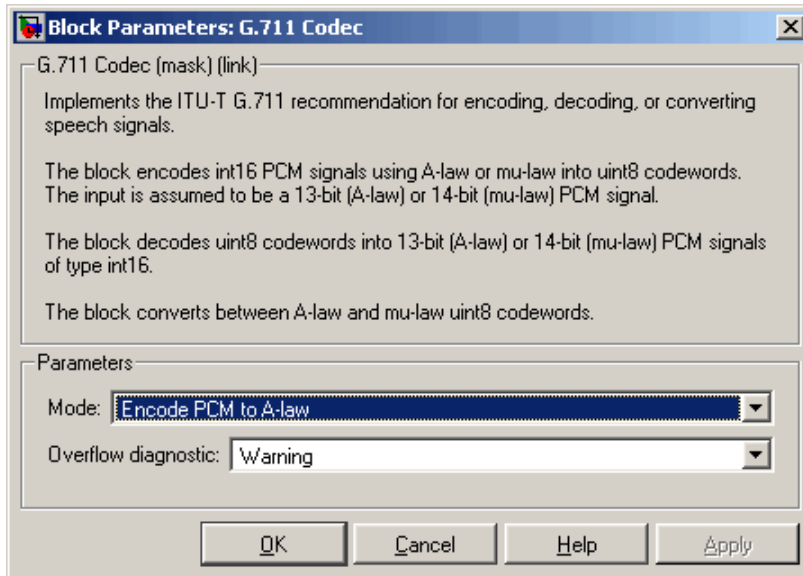 Block Parameters: G.711 Codec
G.711 Codec (mask) (link)
Implements the ITU-T G.711 recommendation for encoding, decoding, or converting
speech signals.
The block encodes int16 PCM signals using A-law or mu-law into uint8 codewords.
The input is assumed to be a 13-bit (A-law) or 14-bit (mu-law) PCM signal.
The block decodes uint8 codewords into 13-bit (A-law) or 14-bit (mu-law) PCM signals
of type int16.
The block converts between A-law and mu-law uint8 codewords.
Parameters
Mode: Encode PCM to A-law
Overflow diagnostic: Warning
OK Cancel Help Apply